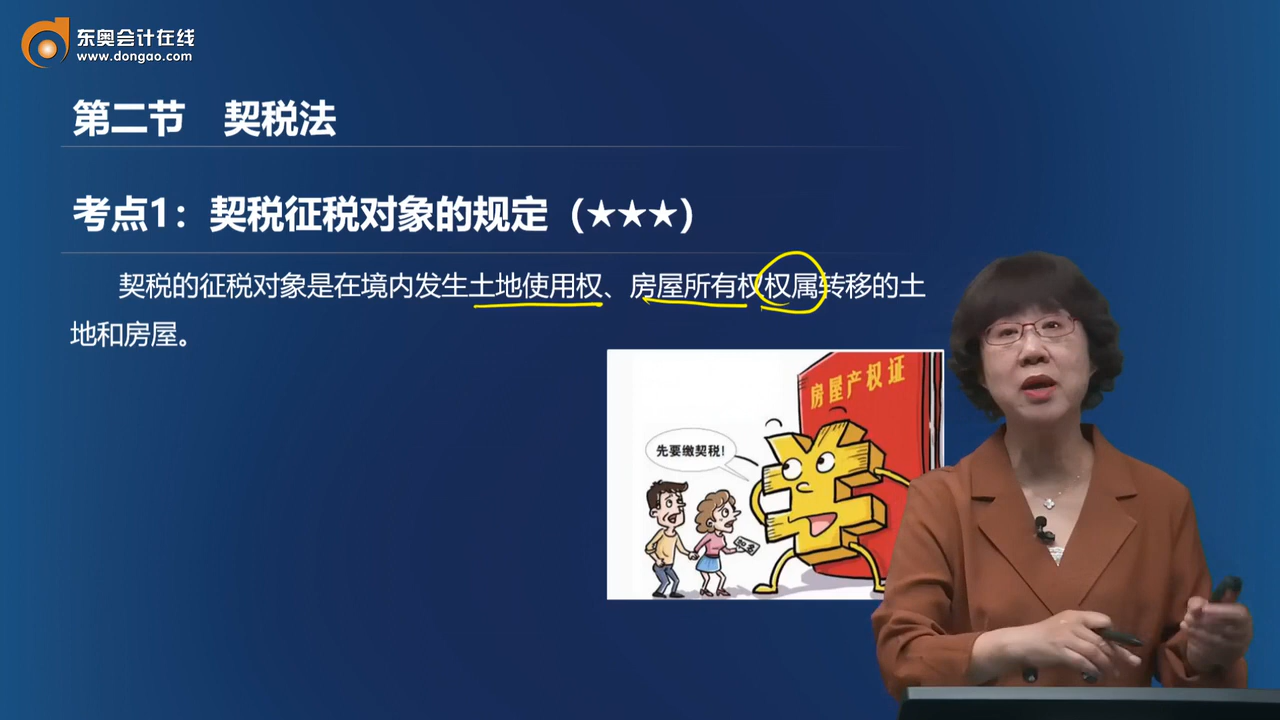 东奥会计在线
www.dongao.com
第二节 契税法
考点1：契税征税对象的规定（★★★）
契税的征税对象是在境内发生土地使用权、房屋所有权权属转移的土
地和房屋。
房屋产权证
先要缴契税!